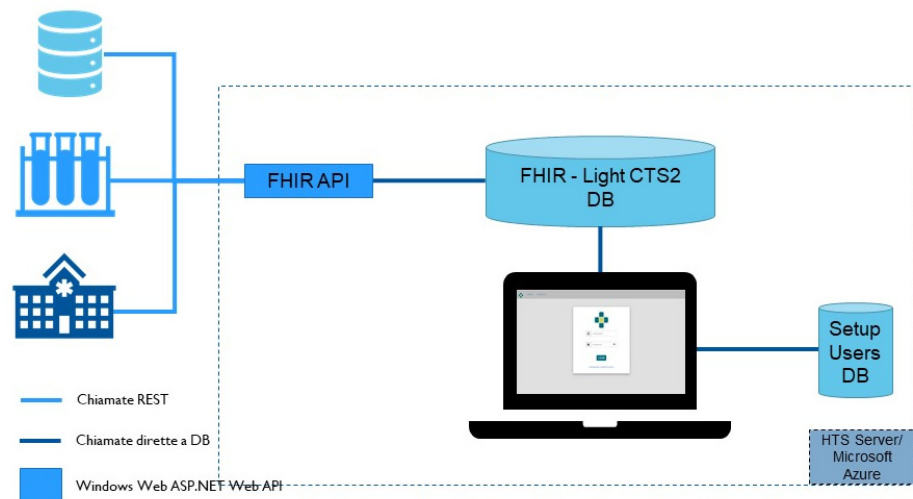 FHIR API
FHIR - Light CTS2
DB
Setup
Users
DB
Chiamate REST
Chiamate dirette a DB
Windows Web ASP.NET Web API
HTS Server/
Microsoft
Azure